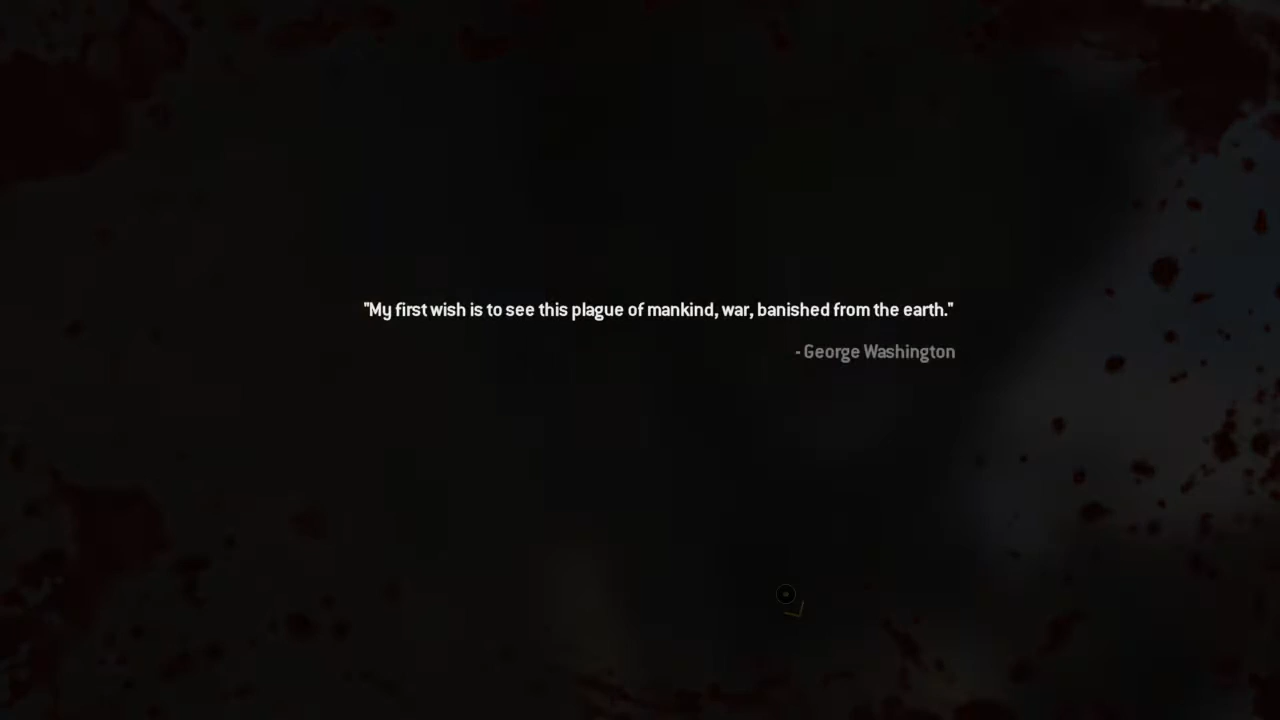 "My first wish is to see this plague of mankind, war, banished from the earth."
- George Washington